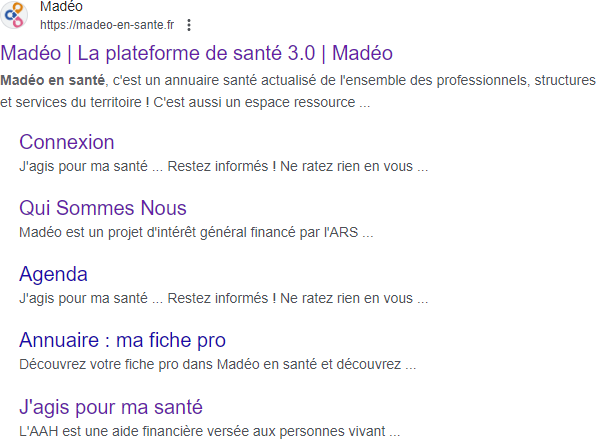 Madéo
https://madeo-en-sante.fr
Madéo | La plateforme de santé 3.0 | Madéo
Madéo en santé, c'est un annuaire santé actualisé de l'ensemble des professionnels, structures
et services du territoire ! C'est aussi un espace ressource ...
Connexion
J'agis pour ma santé ... Restez informés ! Ne ratez rien en vous ...
Qui Sommes Nous
Madéo est un projet d'intérêt général financé par l'ARS ...
Agenda
J'agis pour ma santé ... Restez informés ! Ne ratez rien en vous ...
Annuaire : ma fiche pro
Découvrez votre fiche pro dans Madéo en santé et découvrez ...
J'agis pour ma santé
L'AAH est une aide financière versée aux personnes vivant ...